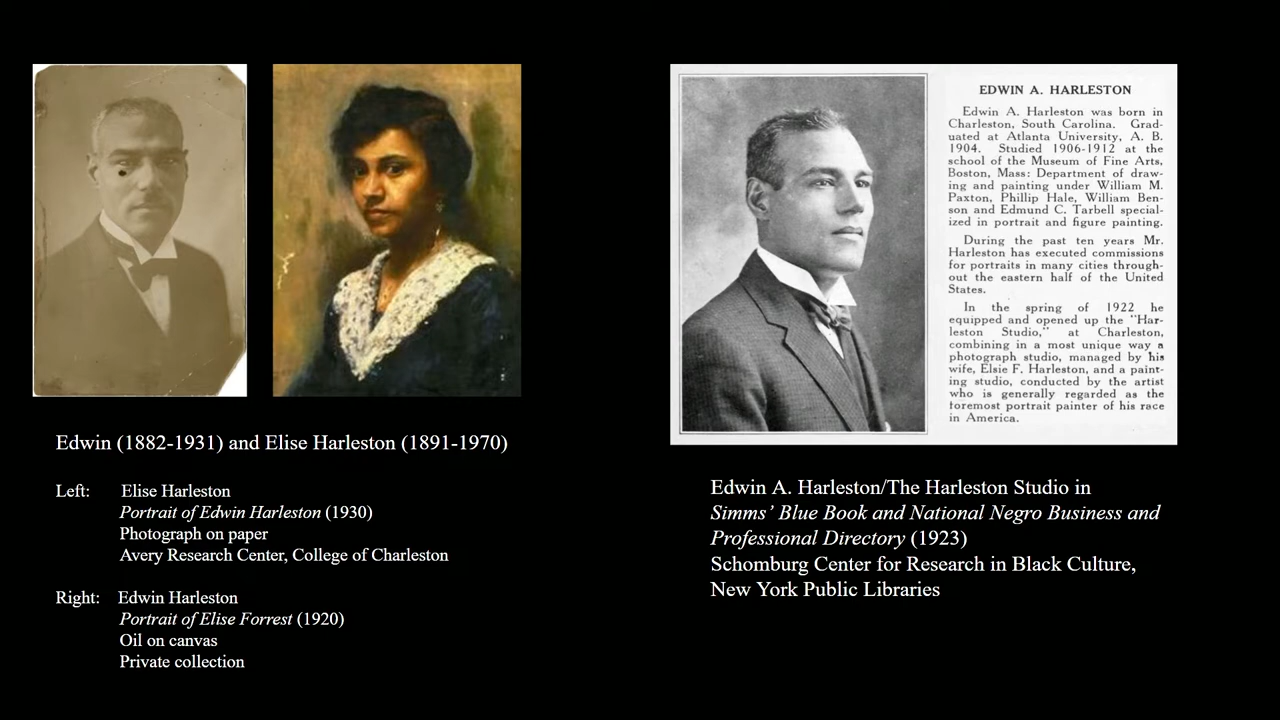 EDWIN A. HARLESTON
Edwin A. Harleston was born in
Charleston, South Carolina. Grad-
uated at Atlanta University, A. B.
1904. Studied 1906-1912 at the
school of the Museum of Fine Arts,
Boston, Mass: Department of draw-
ing and painting under William M.
Paxton, Phillip Hale, William Ben-
son and Edmund C. Tarbell special-
ized in portrait and figure painting.
During the past ten years Mr.
Harleston has executed commissions
for portraits in many cities through-
out the eastern half of the United
States.
In the spring of 1922 he
equipped and opened up the "Har-
leston Studio," at Charleston,
combining in a most unique way a
photograph studio, managed by his
wife, Elsie F. Harleston, and a paint-
ing studio, conducted by the artist
who is generally regarded as the
foremost portrait painter of his race
in America.
Edwin (1882-1931) and Elise Harleston (1891-1970)
Left: Elise Harleston
Portrait of Edwin Harleston (1930)
Photograph on paper
Avery Research Center, College of Charleston
Right: Edwin Harleston
Portrait of Elise Forrest (1920)
Oil on canvas
Private collection
Edwin A. Harleston/The Harleston Studio in
Simms’ Blue Book and National Negro Business and
Professional Directory (1923)
Schomburg Center for Research in Black Culture,
New York Public Libraries